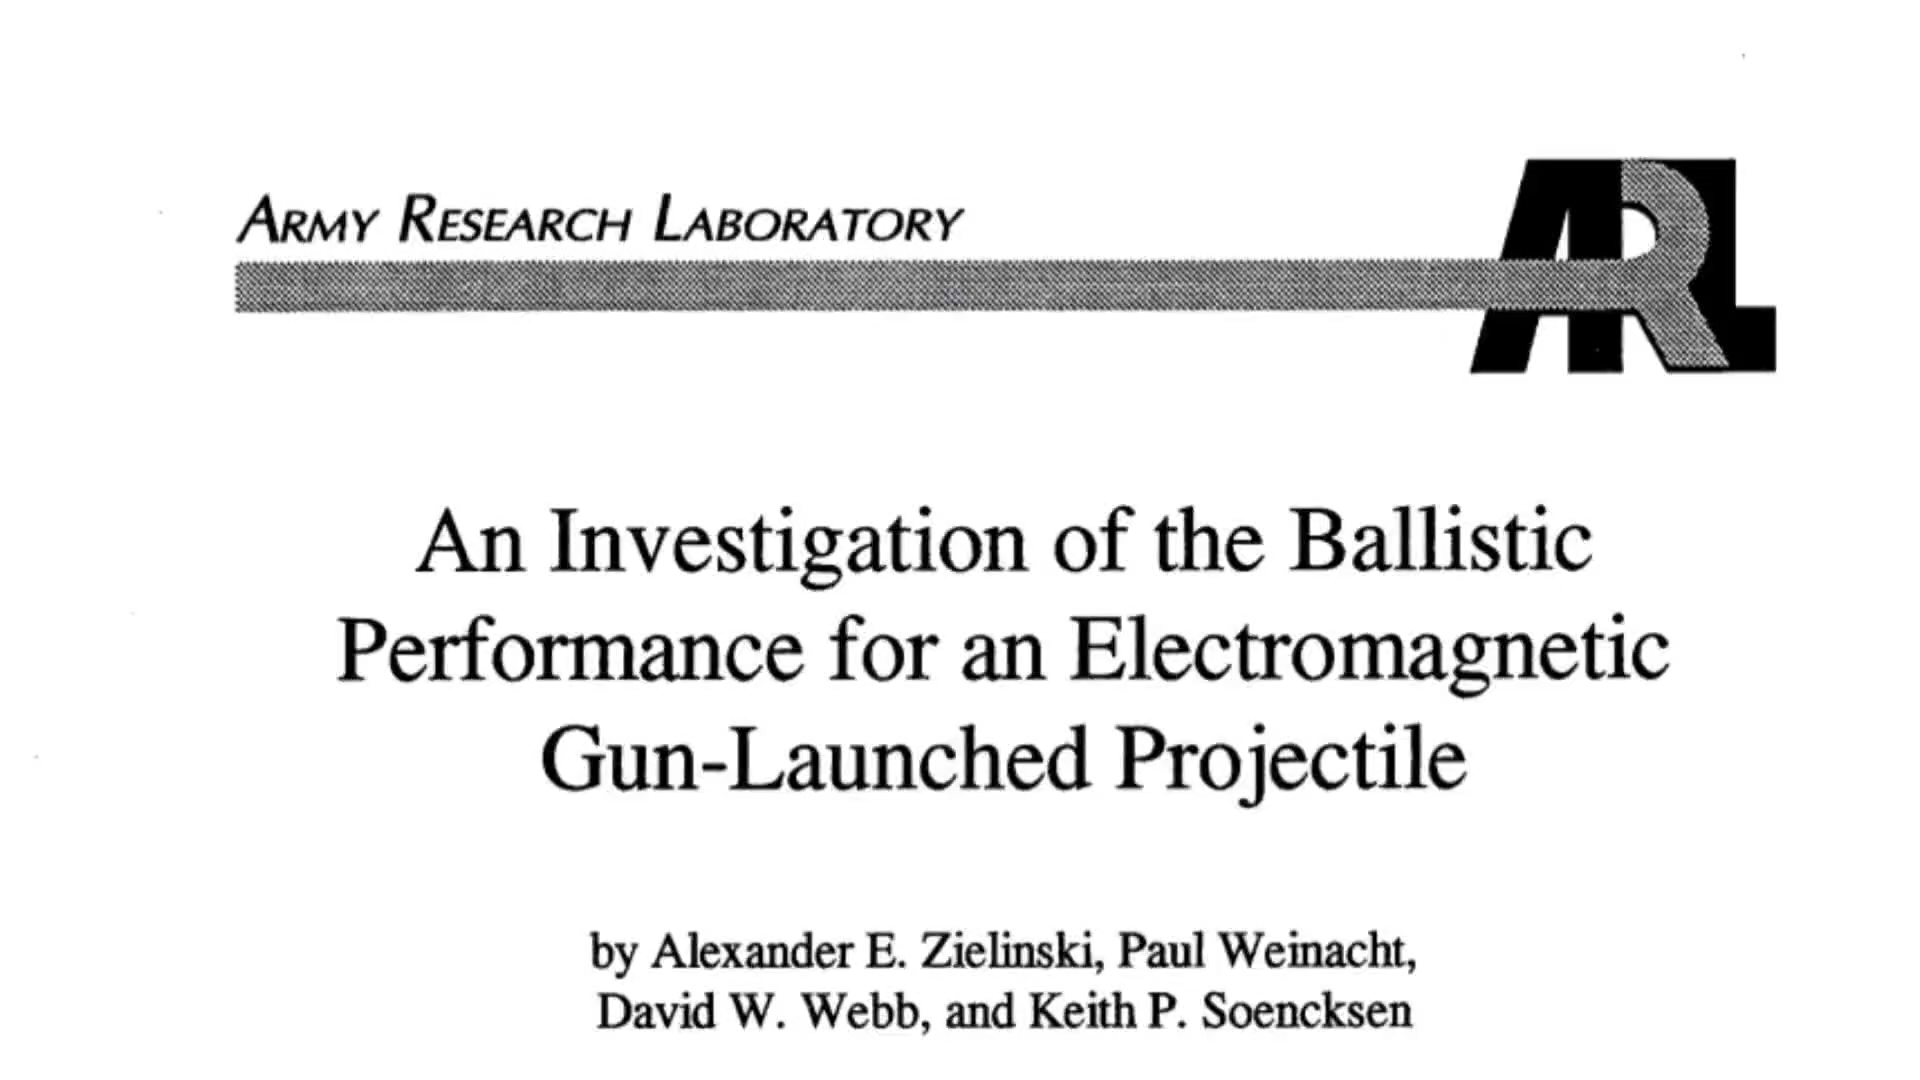 ARMY RESEARCH LABORATORY
ARL
An Investigation of the Ballistic
Performance for an Electromagnetic
Gun-Launched Projectile
by Alexander E. Zielinski, Paul Weinacht,
David W. Webb, and Keith P. Soencksen